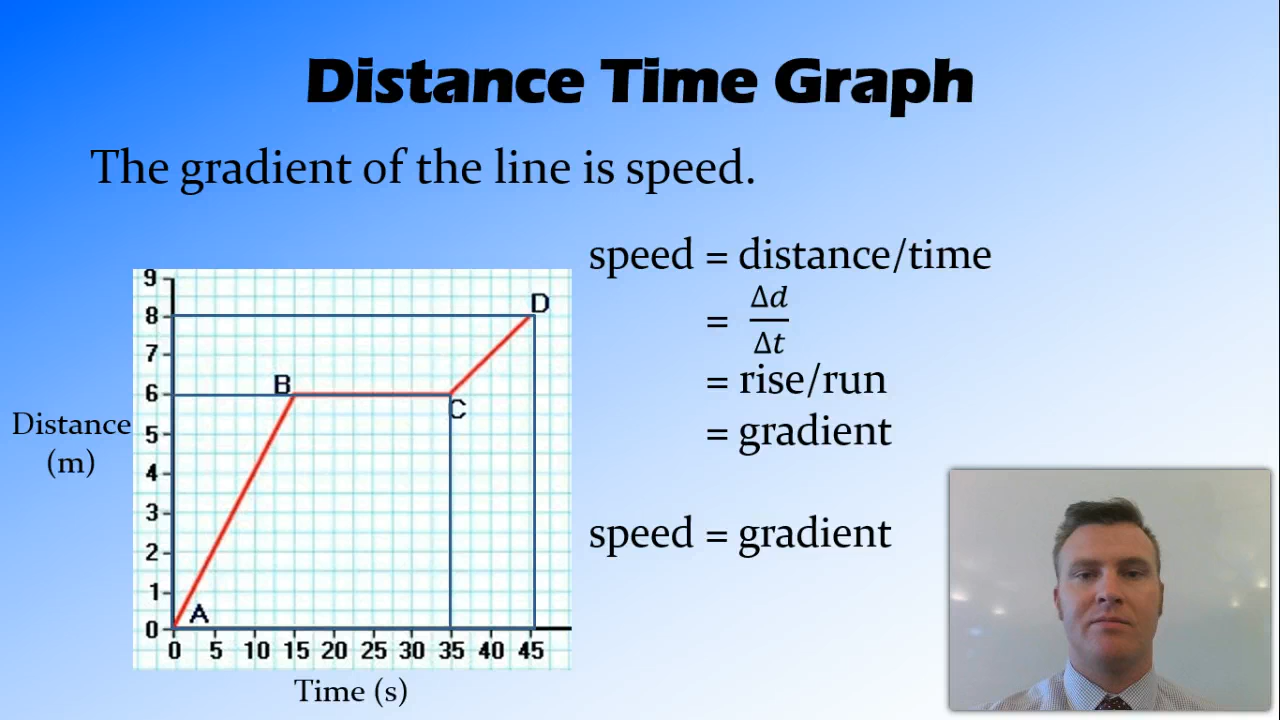 Distance Time Graph
The gradient of the line is speed.
speed = distance/time
= Δd/Δt
= rise/run
= gradient
speed = gradient
9
8
7
6
5
4
3
2
1
0
D
B
C
A
Distance
(m)
0 5 10 15 20 25 30 35 40 45
Time (s)